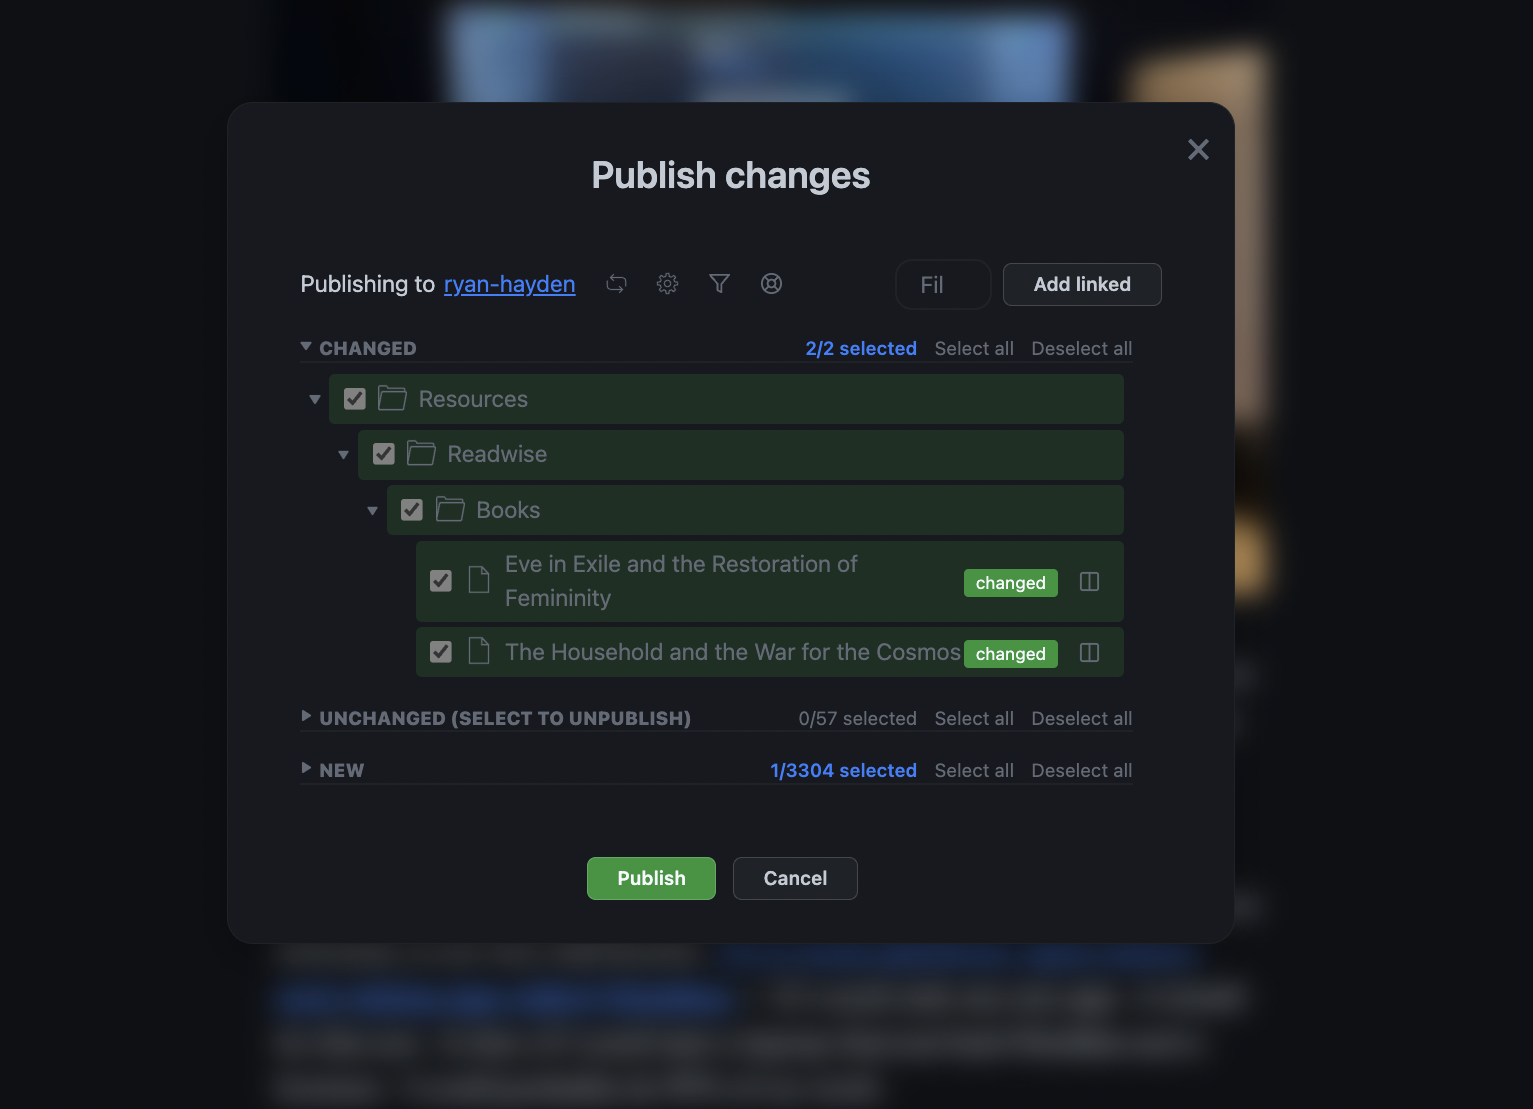 Publish changes
Publishing to ryan-hayden
Fil
Add linked
CHANGED
2/2 selected
Select all
Deselect all
Resources
Readwise
Books
Eve in Exile and the Restoration of
Femininity
changed
The Household and the War for the Cosmos
changed
UNCHANGED (SELECT TO UNPUBLISH)
0/57 selected
Select all
Deselect all
NEW
1/3304 selected
Select all
Deselect all
Publish
Cancel